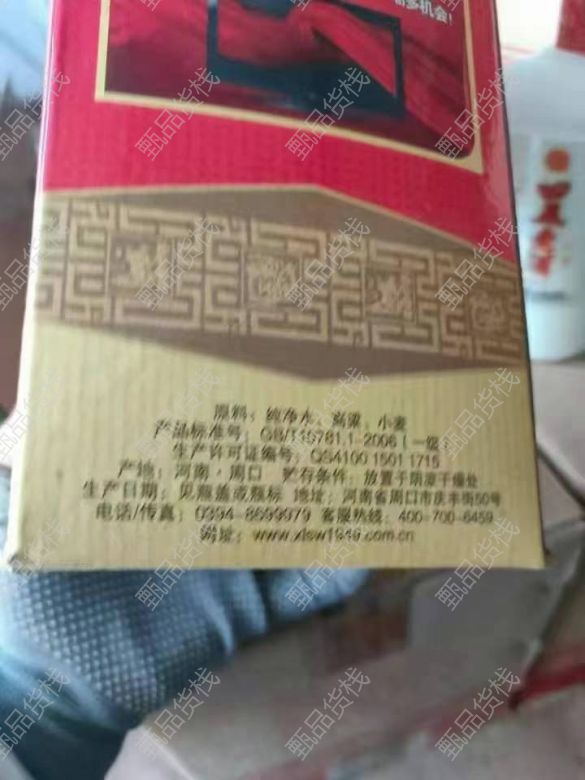 多机会！
原料：纯净水、高粱、小麦
产品标准号：GB/T10781.1-2006（一级）
生产许可证编号：QS4100 1501 1715
产地：河南·周口 贮存条件：放置于阴凉干燥处
生产日期：见瓶盖或瓶标 地址：河南省周口市庆丰街50号
电话/传真：0394-8699979 客服热线：400-700-6459
网址：www.xlsw1949.com.cn
甄品货栈